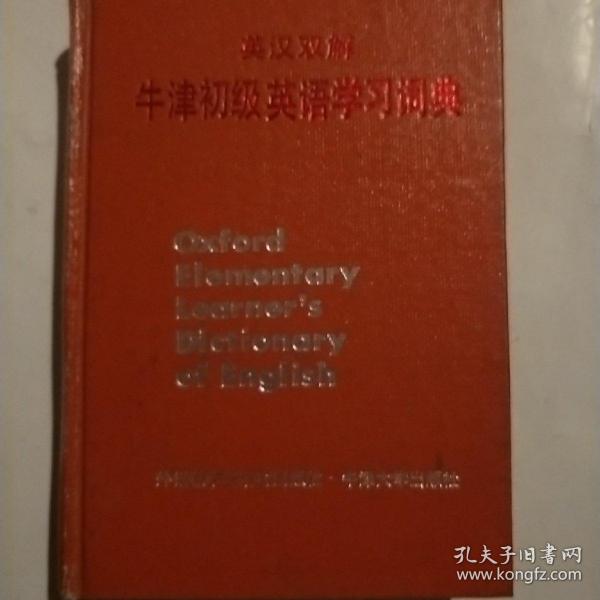 英汉双解
牛津初级英语学习词典
Oxford
Elementary
Learner's
Dictionary
of English
外语教学与研究出版社·牛津大学出版社
孔夫子旧书网
www.kongfz.com